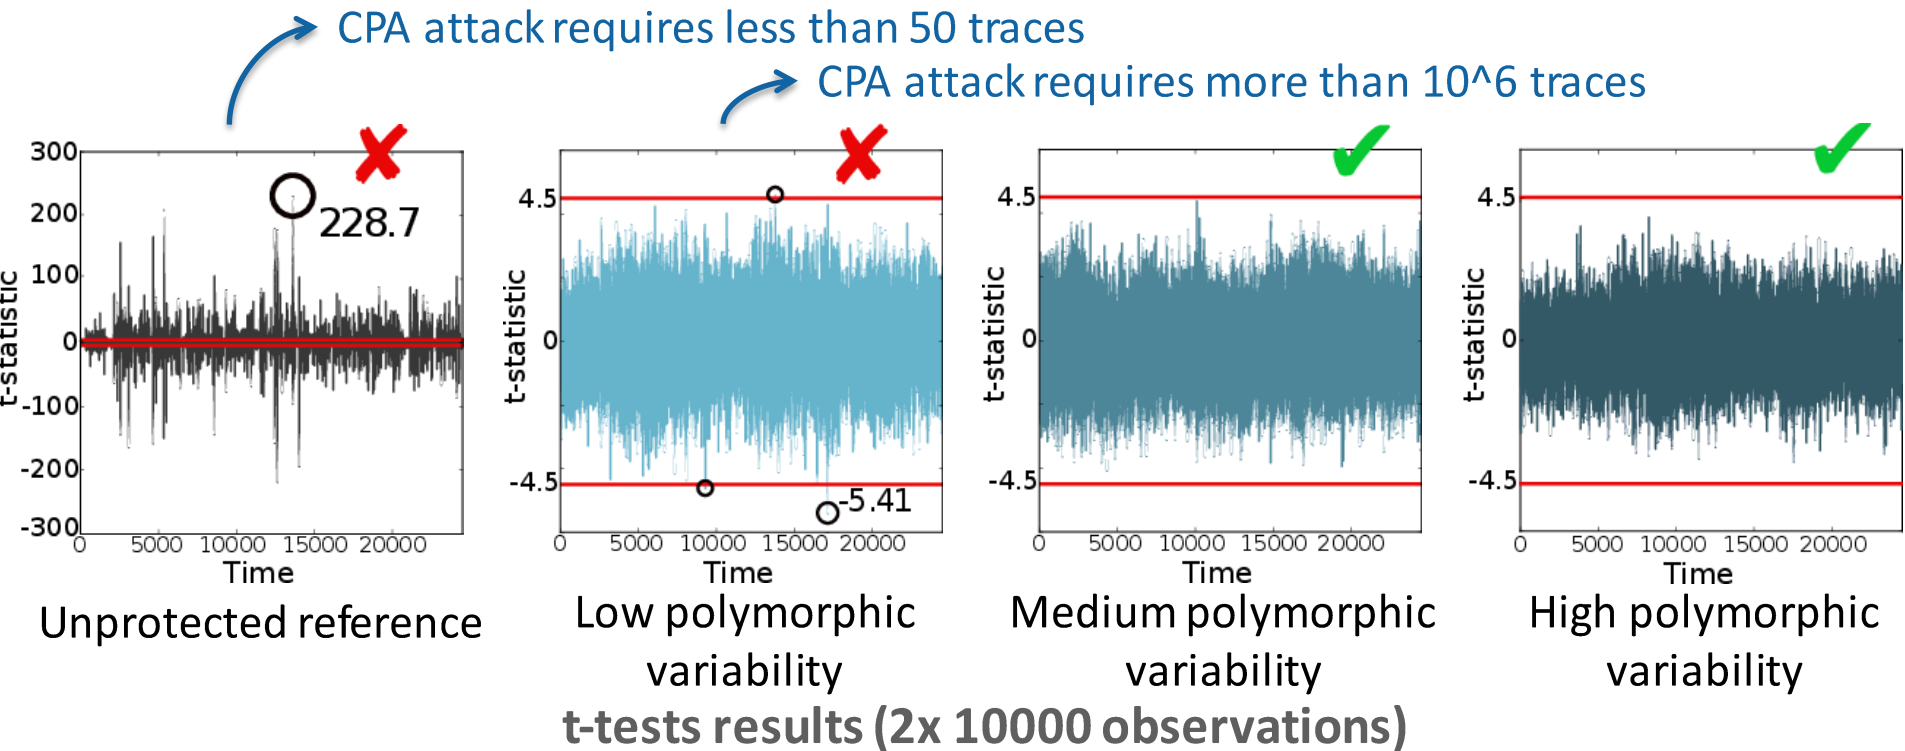 CPA attack requires less than 50 traces
CPA attack requires more than 10^6 traces
300
200
100
0
-100
-200
-300
t-statistic
228.7
0 5000 10000 15000 20000
Time
Unprotected reference
4.5
0
-4.5
t-statistic
-5.41
0 5000 10000 15000 20000
Time
Low polymorphic
variability
4.5
0
-4.5
t-statistic
0 5000 10000 15000 20000
Time
Medium polymorphic
variability
4.5
0
-4.5
t-statistic
0 5000 10000 15000 20000
Time
High polymorphic
variability
t-tests results (2x 10000 observations)